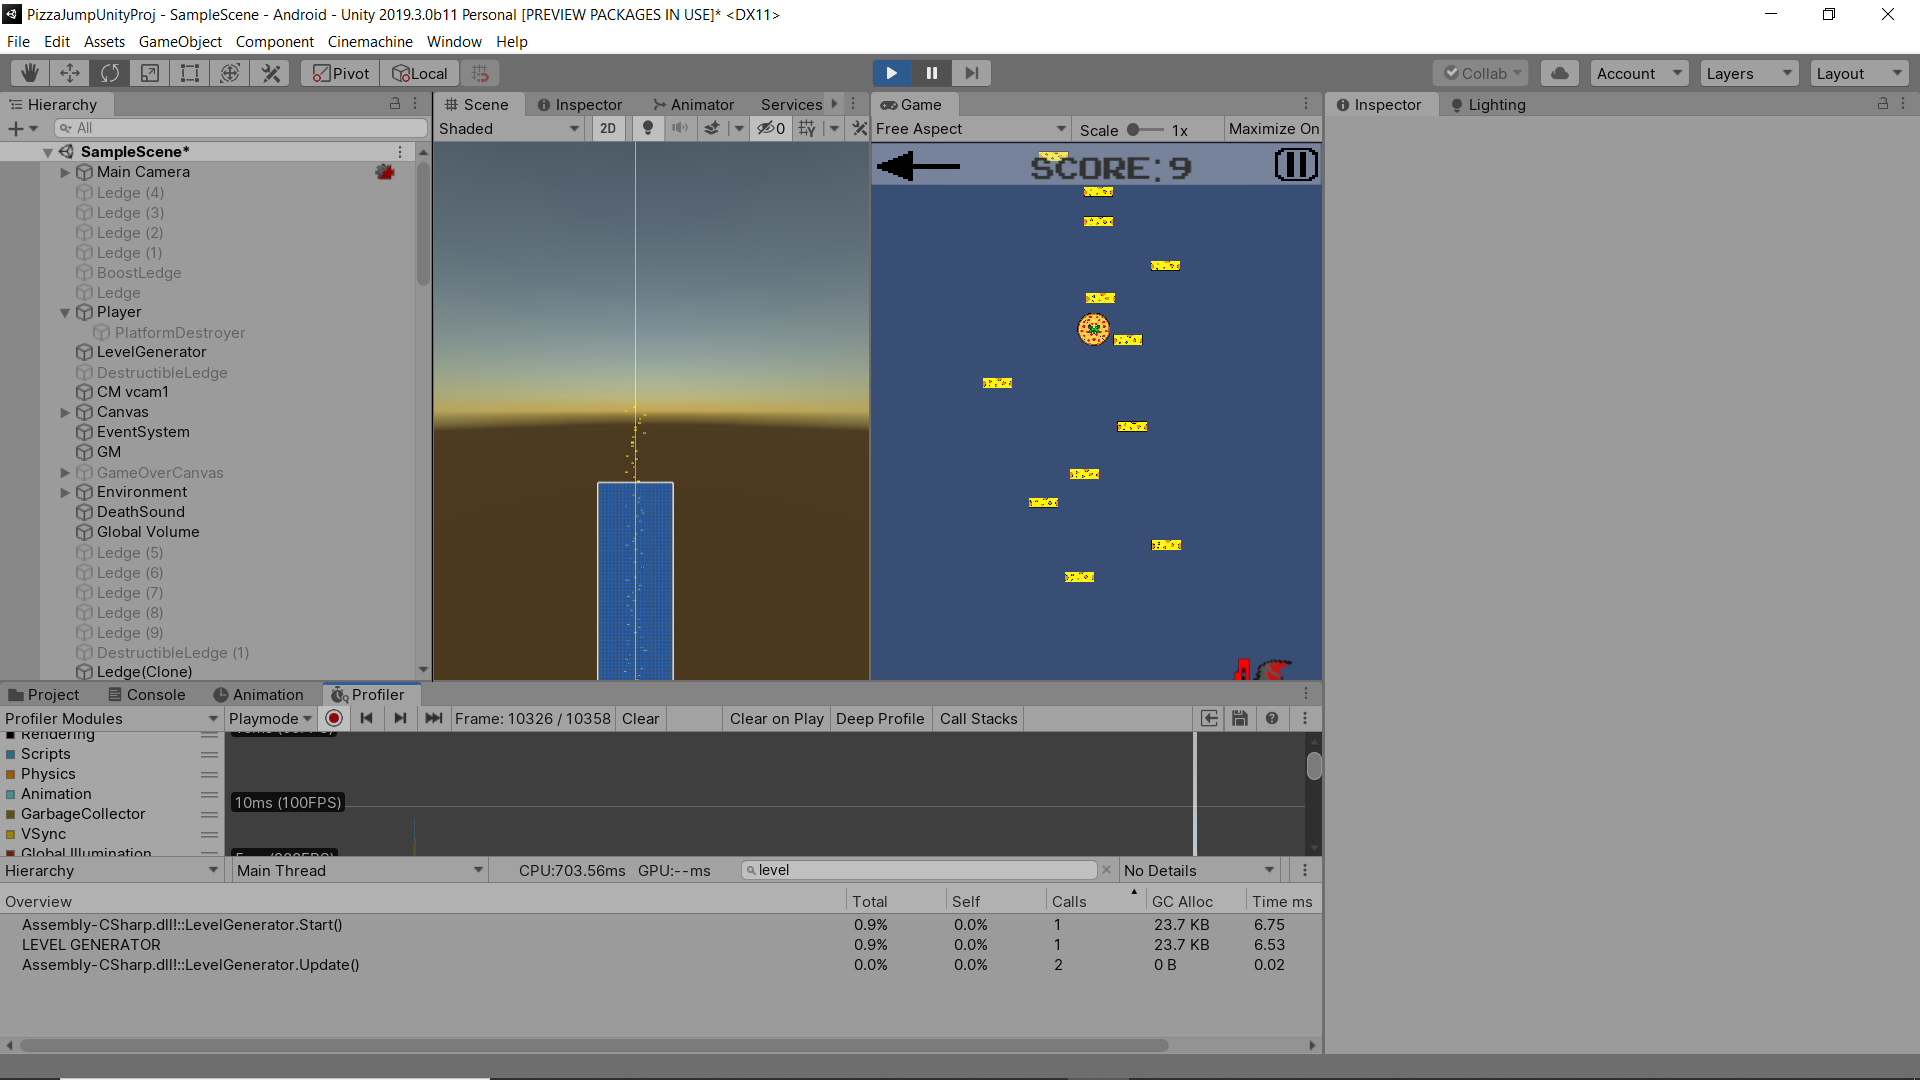 PizzaJumpUnityProj - SampleScene - Android - Unity 2019.3.0b11 Personal [PREVIEW PACKAGES IN USE]* <DX11>
File Edit Assets GameObject Component Cinemachine Window Help
Pivot Local Collab Account Layers Layout
Hierarchy
All
SampleScene*
Main Camera
Ledge (4)
Ledge (3)
Ledge (2)
Ledge (1)
BoostLedge
Ledge
Player
PlatformDestroyer
LevelGenerator
DestructibleLedge
CM vcam1
Canvas
EventSystem
GM
GameOverCanvas
Environment
DeathSound
Global Volume
Ledge (5)
Ledge (6)
Ledge (7)
Ledge (8)
Ledge (9)
DestructibleLedge (1)
Ledge(Clone)
Scene Inspector Animator Services
Shaded 2D 0
Game
Free Aspect Scale 1x Maximize On
SCORE:9
Inspector Lighting
Project Console Animation Profiler
Profiler Modules Playmode Frame: 10326 / 10358 Clear Clear on Play Deep Profile Call Stacks
Rendering
Scripts
Physics
Animation
GarbageCollector
VSync
Global Illumination
10ms (100FPS)
Hierarchy Main Thread CPU:703.56ms GPU:--ms level No Details
Overview Total Self Calls GC Alloc Time ms
Assembly-CSharp.dll!::LevelGenerator.Start() 0.9% 0.0% 1 23.7 KB 6.75
LEVEL GENERATOR 0.9% 0.0% 1 23.7 KB 6.53
Assembly-CSharp.dll!::LevelGenerator.Update() 0.0% 0.0% 2 0 B 0.02